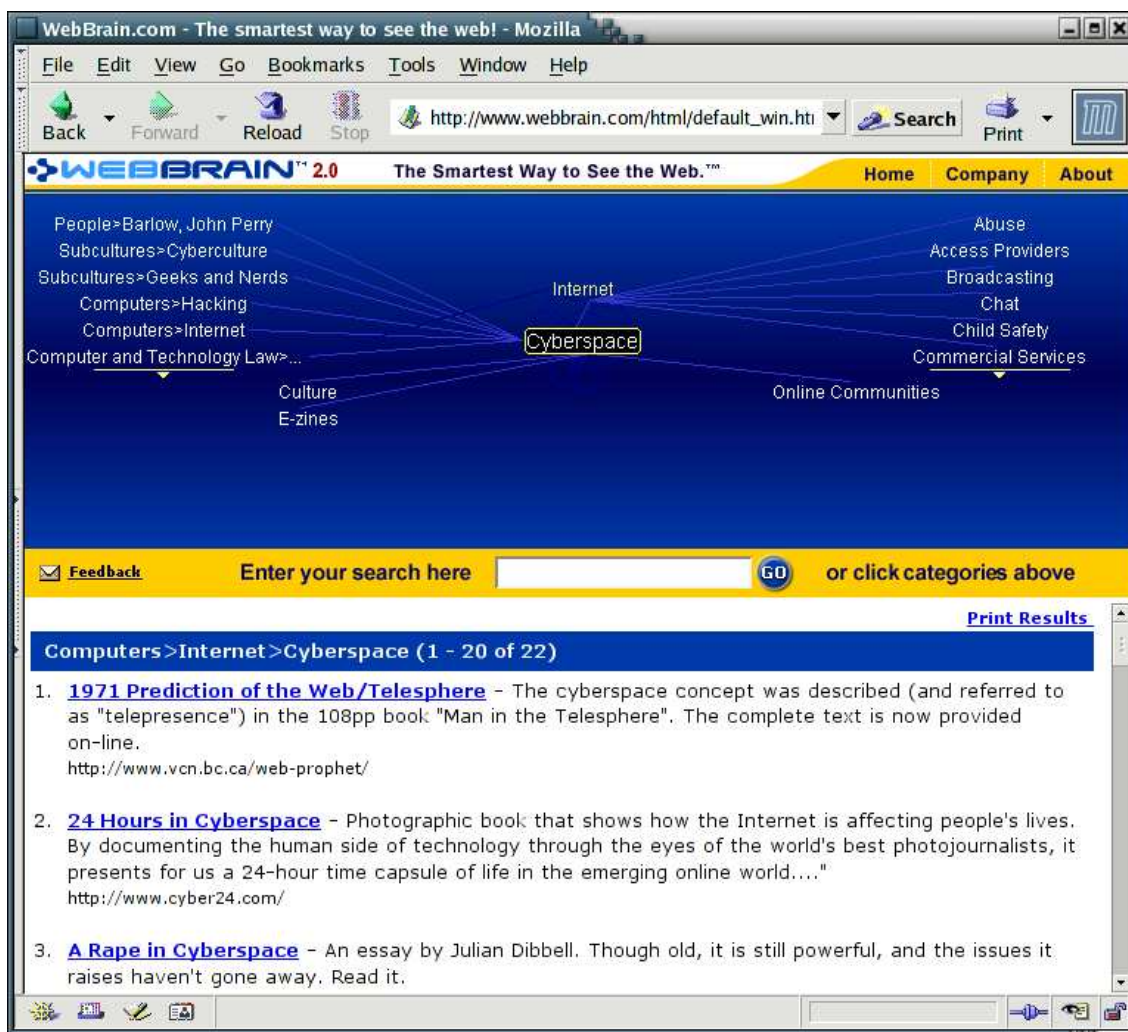 WebBrain.com - The smartest way to see the web! - Mozilla
File Edit View Go Bookmarks Tools Window Help
Back Forward Reload Stop http://www.webbrain.com/html/default_win.ht Search Print
WEBBRAIN™ 2.0 The Smartest Way to See the Web.™ Home Company About
People>Barlow, John Perry
Subcultures>Cyberculture
Subcultures>Geeks and Nerds
Computers>Hacking
Computers>Internet
Computer and Technology Law>...
Culture
E-zines
Internet
Cyberspace
Abuse
Access Providers
Broadcasting
Chat
Child Safety
Commercial Services
Online Communities
Feedback Enter your search here GO or click categories above
Print Results
Computers>Internet>Cyberspace (1 - 20 of 22)
1. 1971 Prediction of the Web/Telesphere - The cyberspace concept was described (and referred to
as "telepresence") in the 108pp book "Man in the Telesphere". The complete text is now provided
on-line.
http://www.vcn.bc.ca/web-prophet/
2. 24 Hours in Cyberspace - Photographic book that shows how the Internet is affecting people's lives.
By documenting the human side of technology through the eyes of the world's best photojournalists, it
presents for us a 24-hour time capsule of life in the emerging online world...."
http://www.cyber24.com/
3. A Rape in Cyberspace - An essay by Julian Dibbell. Though old, it is still powerful, and the issues it
raises haven't gone away. Read it.